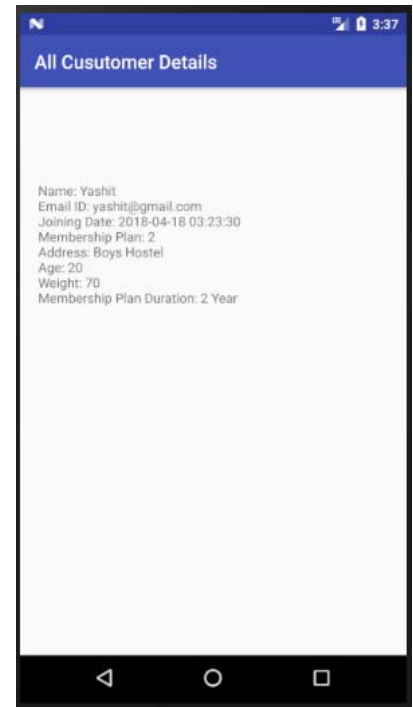 3:37
All Cusutomer Details
Name: Yashit
Email ID: yashit@gmail.com
Joining Date: 2018-04-18 03:23:30
Membership Plan: 2
Address: Boys Hostel
Age: 20
Weight: 70
Membership Plan Duration: 2 Year